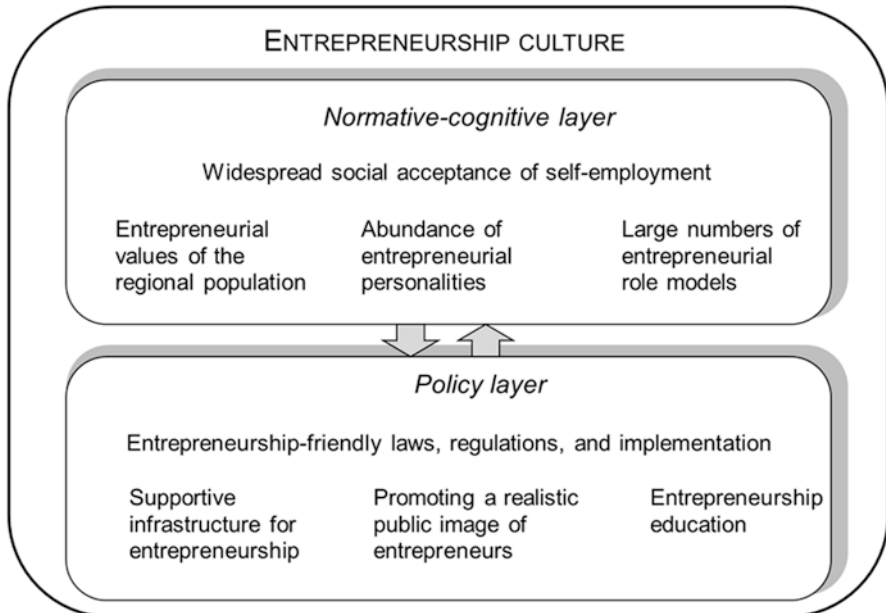 ENTREPRENEURSHIP CULTURE
Normative-cognitive layer
Widespread social acceptance of self-employment
Entrepreneurial
values of the
regional population
Abundance of
entrepreneurial
personalities
Large numbers of
entrepreneurial
role models
Policy layer
Entrepreneurship-friendly laws, regulations, and implementation
Supportive
infrastructure for
entrepreneurship
Promoting a realistic
public image of
entrepreneurs
Entrepreneurship
education